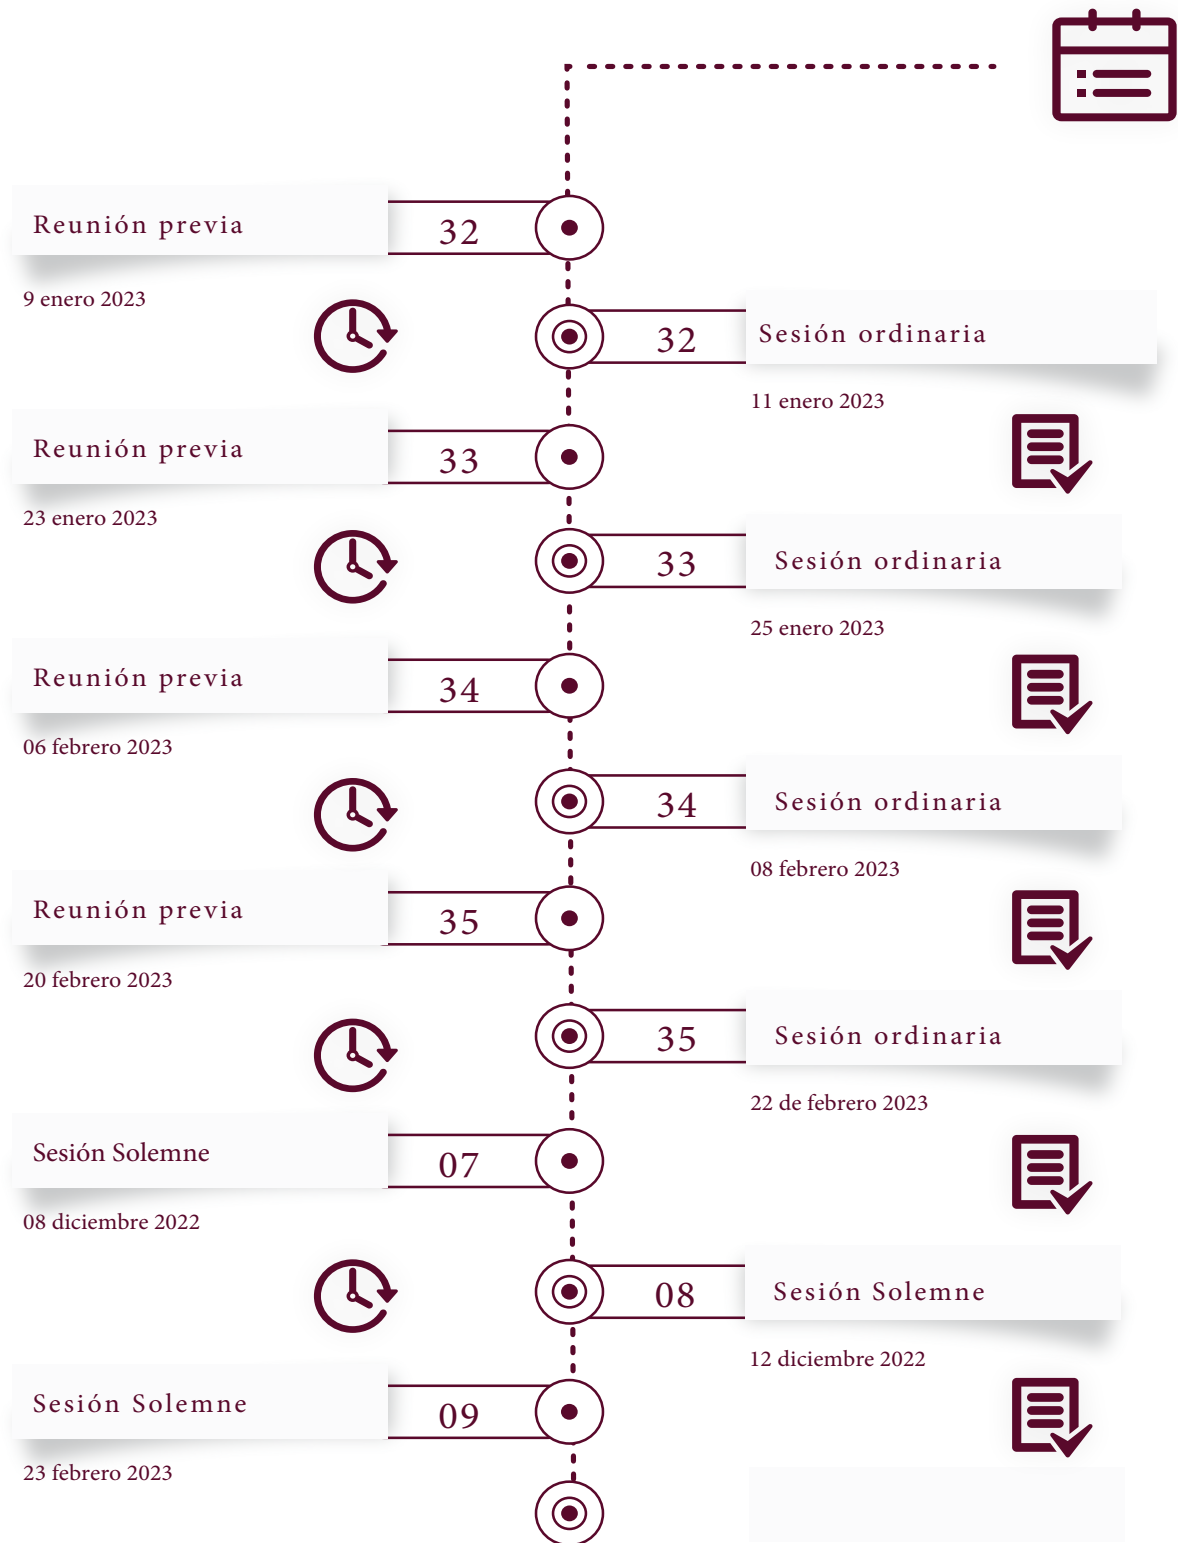 Reunión previa
32
9 enero 2023
32
Sesión ordinaria
11 enero 2023
Reunión previa
33
23 enero 2023
33
Sesión ordinaria
25 enero 2023
Reunión previa
34
06 febrero 2023
34
Sesión ordinaria
08 febrero 2023
Reunión previa
35
20 febrero 2023
35
Sesión ordinaria
22 de febrero 2023
Sesión Solemne
07
08 diciembre 2022
08
Sesión Solemne
12 diciembre 2022
Sesión Solemne
09
23 febrero 2023